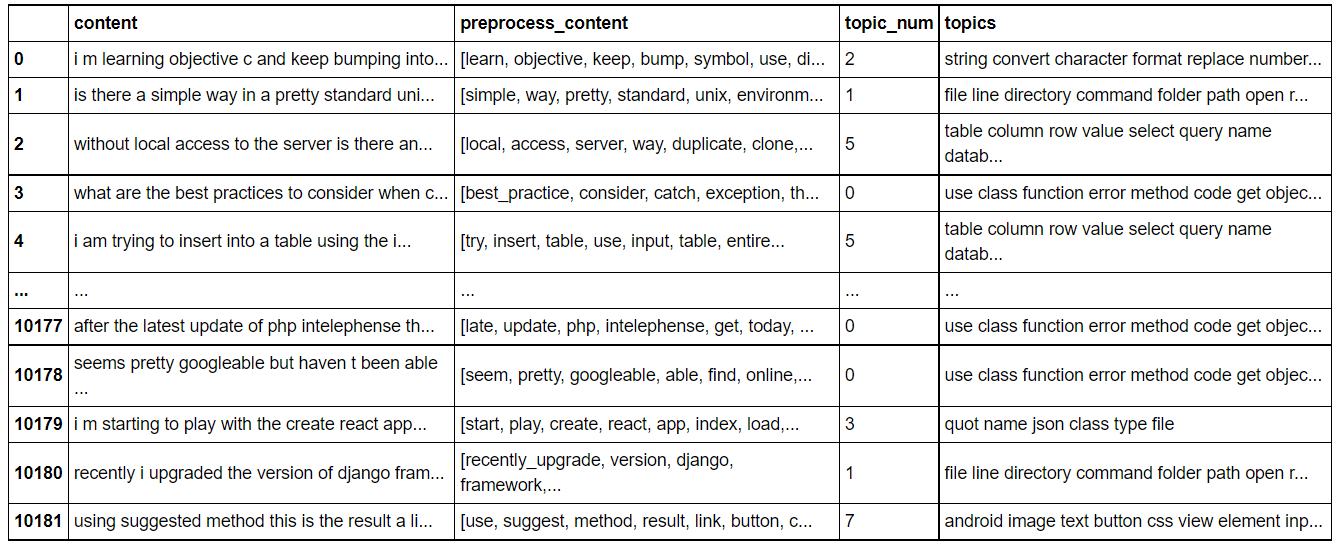 content preprocess_content topic_num topics
0 i m learning objective c and keep bumping into... [learn, objective, keep, bump, symbol, use, di... 2 string convert character format replace number...
1 is there a simple way in a pretty standard uni... [simple, way, pretty, standard, unix, environm... 1 file line directory command folder path open r...
2 without local access to the server is there an... [local, access, server, way, duplicate, clone,... 5 table column row value select query name
datab...
3 what are the best practices to consider when c... [best_practice, consider, catch, exception, th... 0 use class function error method code get objec...
4 i am trying to insert into a table using the i... [try, insert, table, use, input, table, entire... 5 table column row value select query name
datab...
... ... ... ... ...
10177 after the latest update of php intelephense th... [late, update, php, intelephense, get, today, ... 0 use class function error method code get objec...
10178 seems pretty googleable but haven t been able
... [seem, pretty, googleable, able, find, online,... 0 use class function error method code get objec...
10179 i m starting to play with the create react app... [start, play, create, react, app, index, load,... 3 quot name json class type file
10180 recently i upgraded the version of django fram... [recently_upgrade, version, django,
framework,... 1 file line directory command folder path open r...
10181 using suggested method this is the result a li... [use, suggest, method, result, link, button, c... 7 android image text button css view element inp...